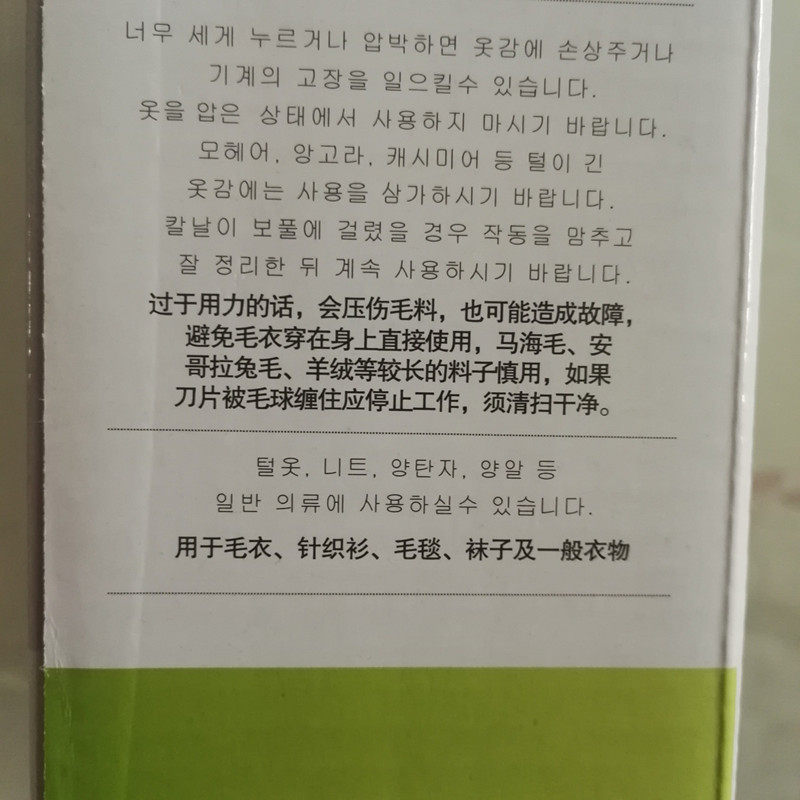 너무 세게 누르거나 압박하면 옷감에 손상주거나
기계의 고장을 일으킬수 있습니다.
옷을 압은 상태에서 사용하지 마시기 바랍니다.
모헤어, 앙고라, 캐시미어 등 털이 긴
옷감에는 사용을 삼가하시기 바랍니다.
칼날이 보풀에 걸렸을 경우 작동을 맘추고
잘 정리한 뒤 계속 사용하시기 바랍니다.
过于用力的话，会压伤毛料，也可能造成故障，
避免毛衣穿在身上直接使用，马海毛、安
哥拉兔毛、羊绒等较长的料子慎用，如果
刀片被毛球缠住应停止工作，须清扫干净。
털옷, 니트, 양탄자, 양알 등
일반 의류에 사용하실수 있습니다.
用于毛衣、针织衫、毛毯、袜子及一般衣物